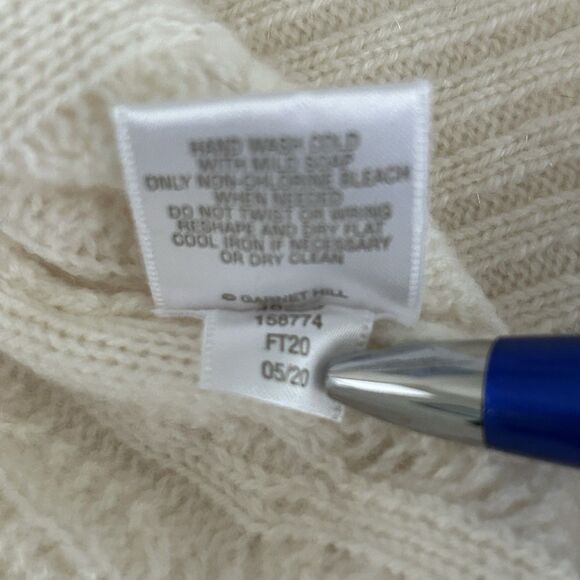 HAND WASH COLD
WITH MILD SOAP
ONLY NON-CHLORINE BLEACH
WHEN NEEDED
DO NOT TWIST OR WRING
RESHAPE AND DRY FLAT
COOL IRON IF NECESSARY
OR DRY CLEAN
© GARNET HILL
158774
FT20
05/20